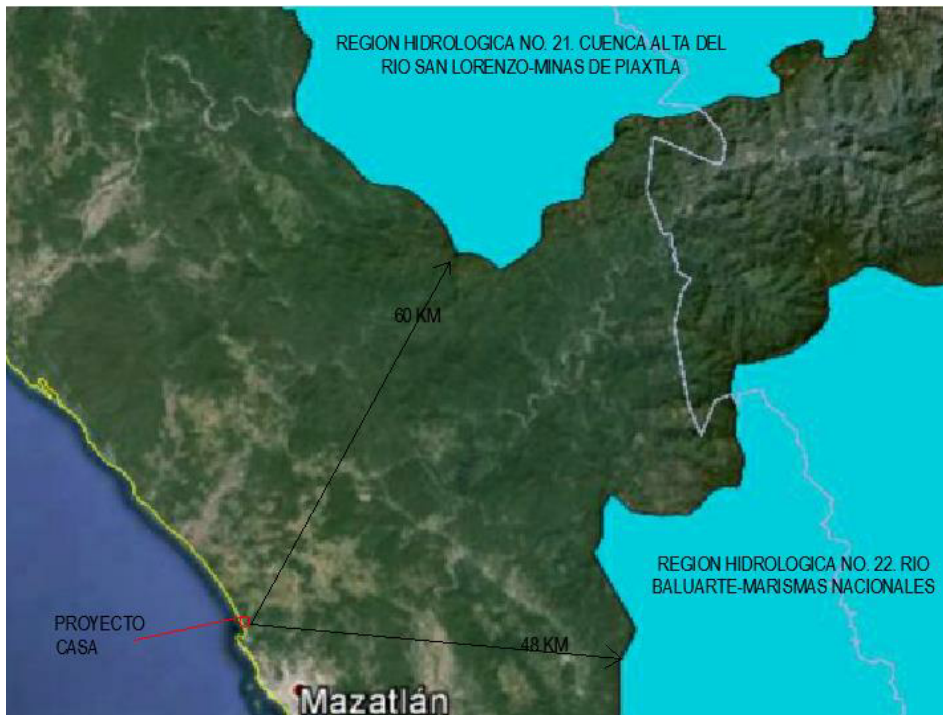 REGION HIDROLOGICA NO. 21. CUENCA ALTA DEL
RIO SAN LORENZO-MINAS DE PIAXTLA
60 KM
REGION HIDROLOGICA NO. 22. RIO
BALUARTE-MARISMAS NACIONALES
PROYECTO
CASA
48 KM
Mazatlán